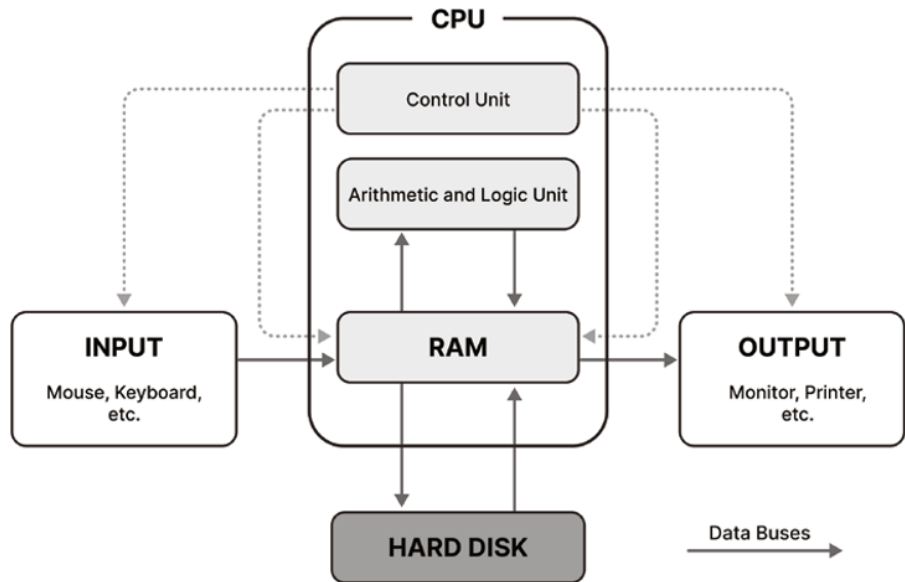 CPU
Control Unit
Arithmetic and Logic Unit
INPUT
Mouse, Keyboard,
etc.
RAM
OUTPUT
Monitor, Printer,
etc.
HARD DISK
Data Buses